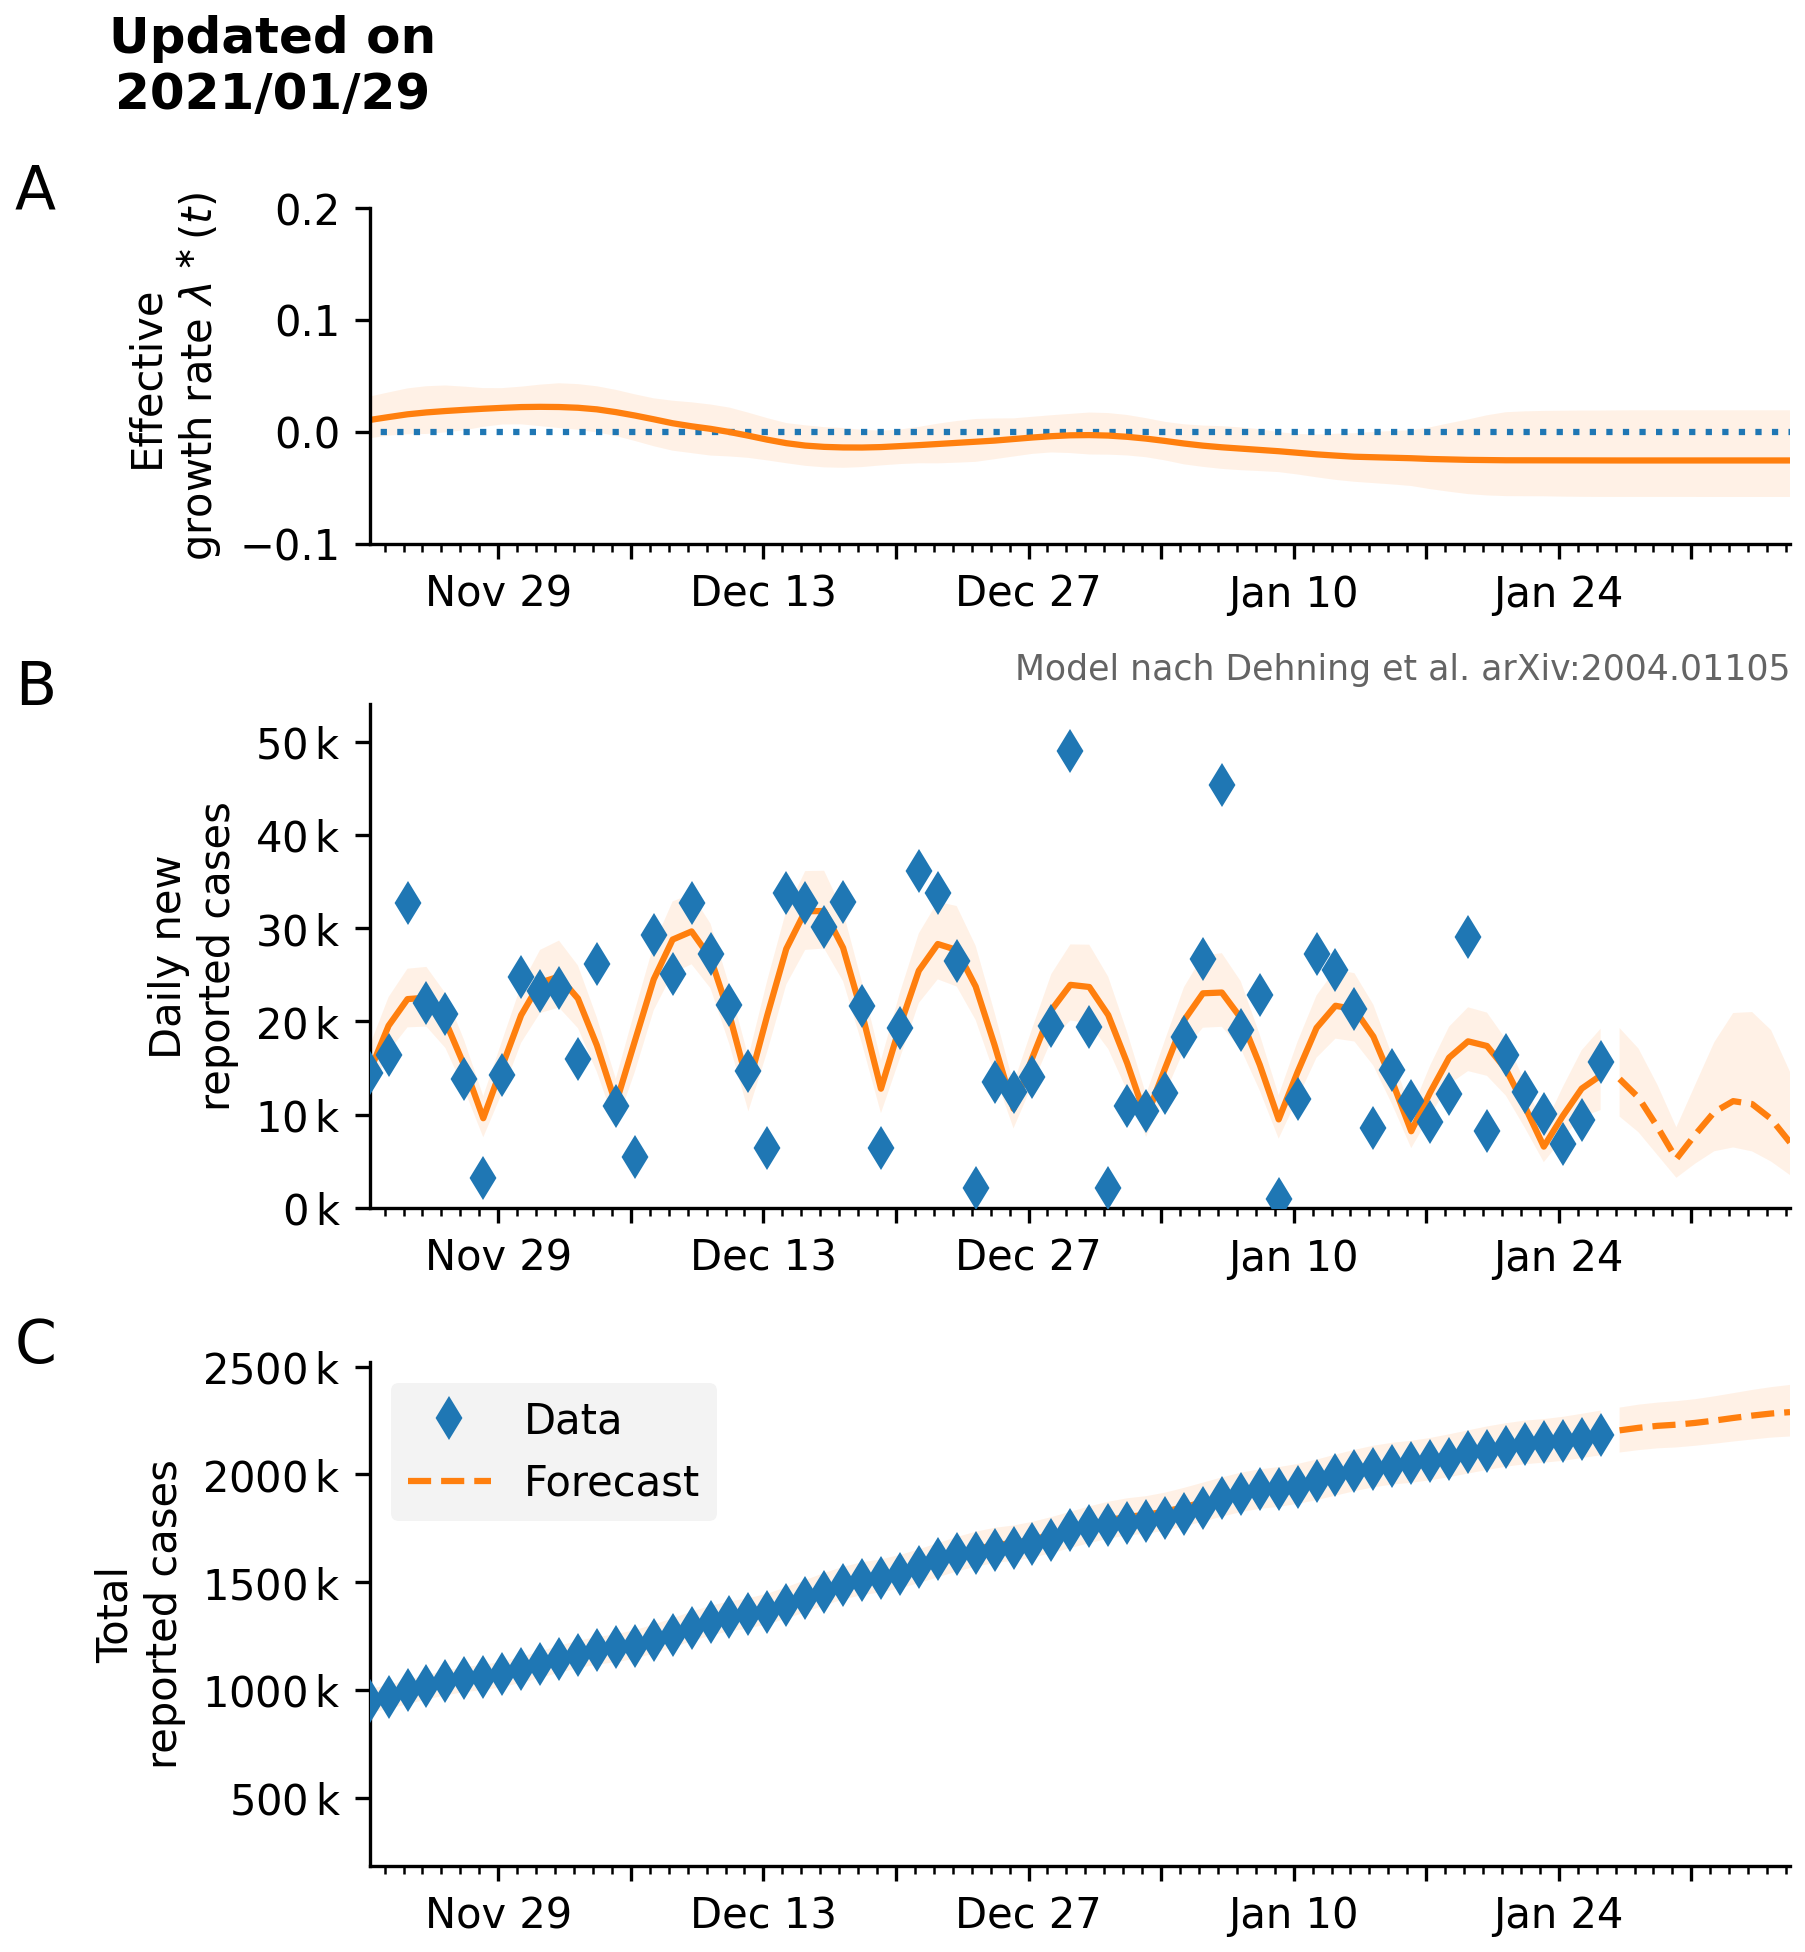 Updated on
2021/01/29
A
Effective
growth rate λ * (t)
0.2
0.1
0.0
−0.1
Nov 29 Dec 13 Dec 27 Jan 10 Jan 24
Model nach Dehning et al. arXiv:2004.01105
B
Daily new
reported cases
50 k
40 k
30 k
20 k
10 k
0 k
Nov 29 Dec 13 Dec 27 Jan 10 Jan 24
C
Total
reported cases
2500 k
2000 k
1500 k
1000 k
500 k
Data
Forecast
Nov 29 Dec 13 Dec 27 Jan 10 Jan 24